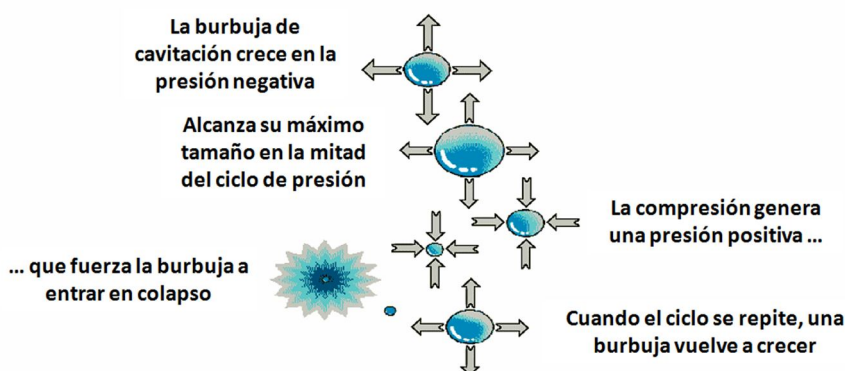 La burbuja de
cavitación crece en la
presión negativa
Alcanza su máximo
tamaño en la mitad
del ciclo de presión
La compresión genera
una presión positiva ...
... que fuerza la burbuja a
entrar en colapso
Cuando el ciclo se repite, una
burbuja vuelve a crecer